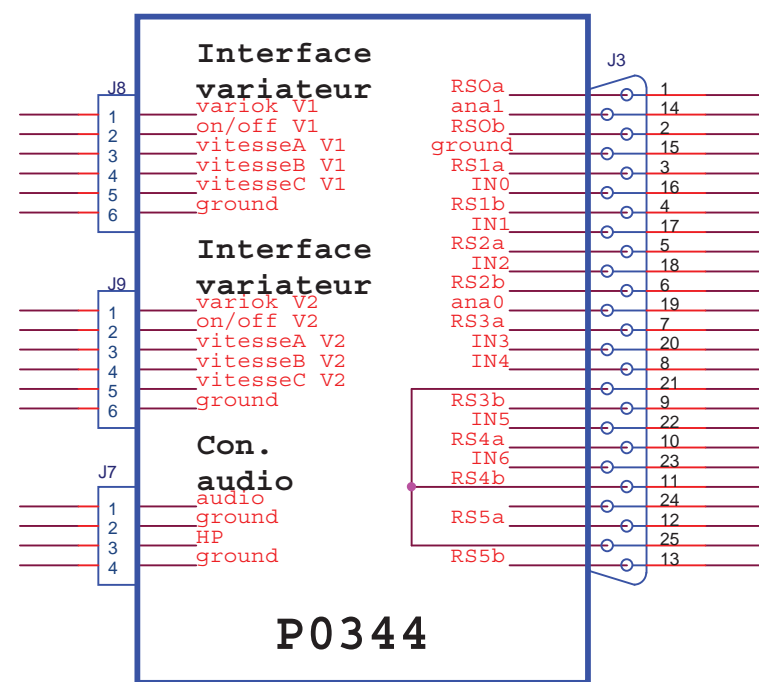 Interface
variateur
J8
1
variok V1
2
on/off V1
3
vitesseA V1
4
vitesseB V1
5
vitesseC V1
6
ground
Interface
variateur
J9
1
variok V2
2
on/off V2
3
vitesseA V2
4
vitesseB V2
5
vitesseC V2
6
ground
Con.
audio
J7
1
audio
2
ground
3
HP
4
ground
J3
RSOa 1
ana1 14
RSOb 2
ground 15
RS1a 3
IN0 16
RS1b 4
IN1 17
RS2a 5
IN2 18
RS2b 6
ana0 19
RS3a 7
IN3 20
IN4 8
21
RS3b 9
IN5 22
RS4a 10
IN6 23
RS4b 11
24
RS5a 12
25
RS5b 13
P0344